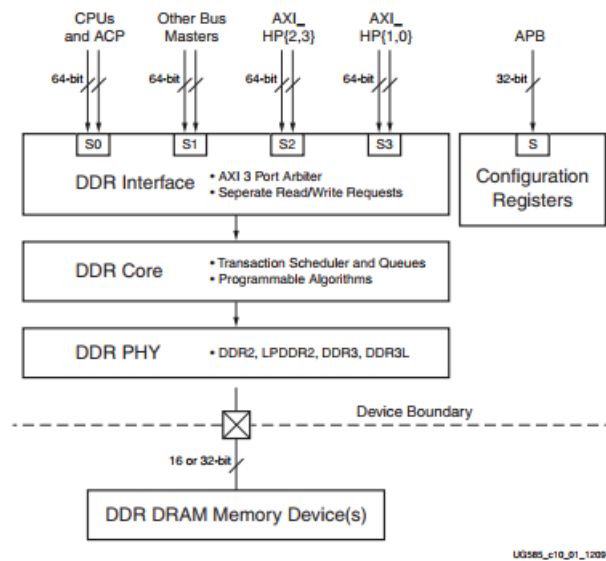 CPUs
and ACP
Other Bus
Masters
AXI_
HP{2,3}
AXI_
HP{1,0}
APB
64-bit
64-bit
64-bit
64-bit
32-bit
S0
S1
S2
S3
S
DDR Interface
• AXI 3 Port Arbiter
• Seperate Read/Write Requests
Configuration
Registers
DDR Core
• Transaction Scheduler and Queues
• Programmable Algorithms
DDR PHY
• DDR2, LPDDR2, DDR3, DDR3L
Device Boundary
16 or 32-bit
DDR DRAM Memory Device(s)
UG585_c10_01_1209